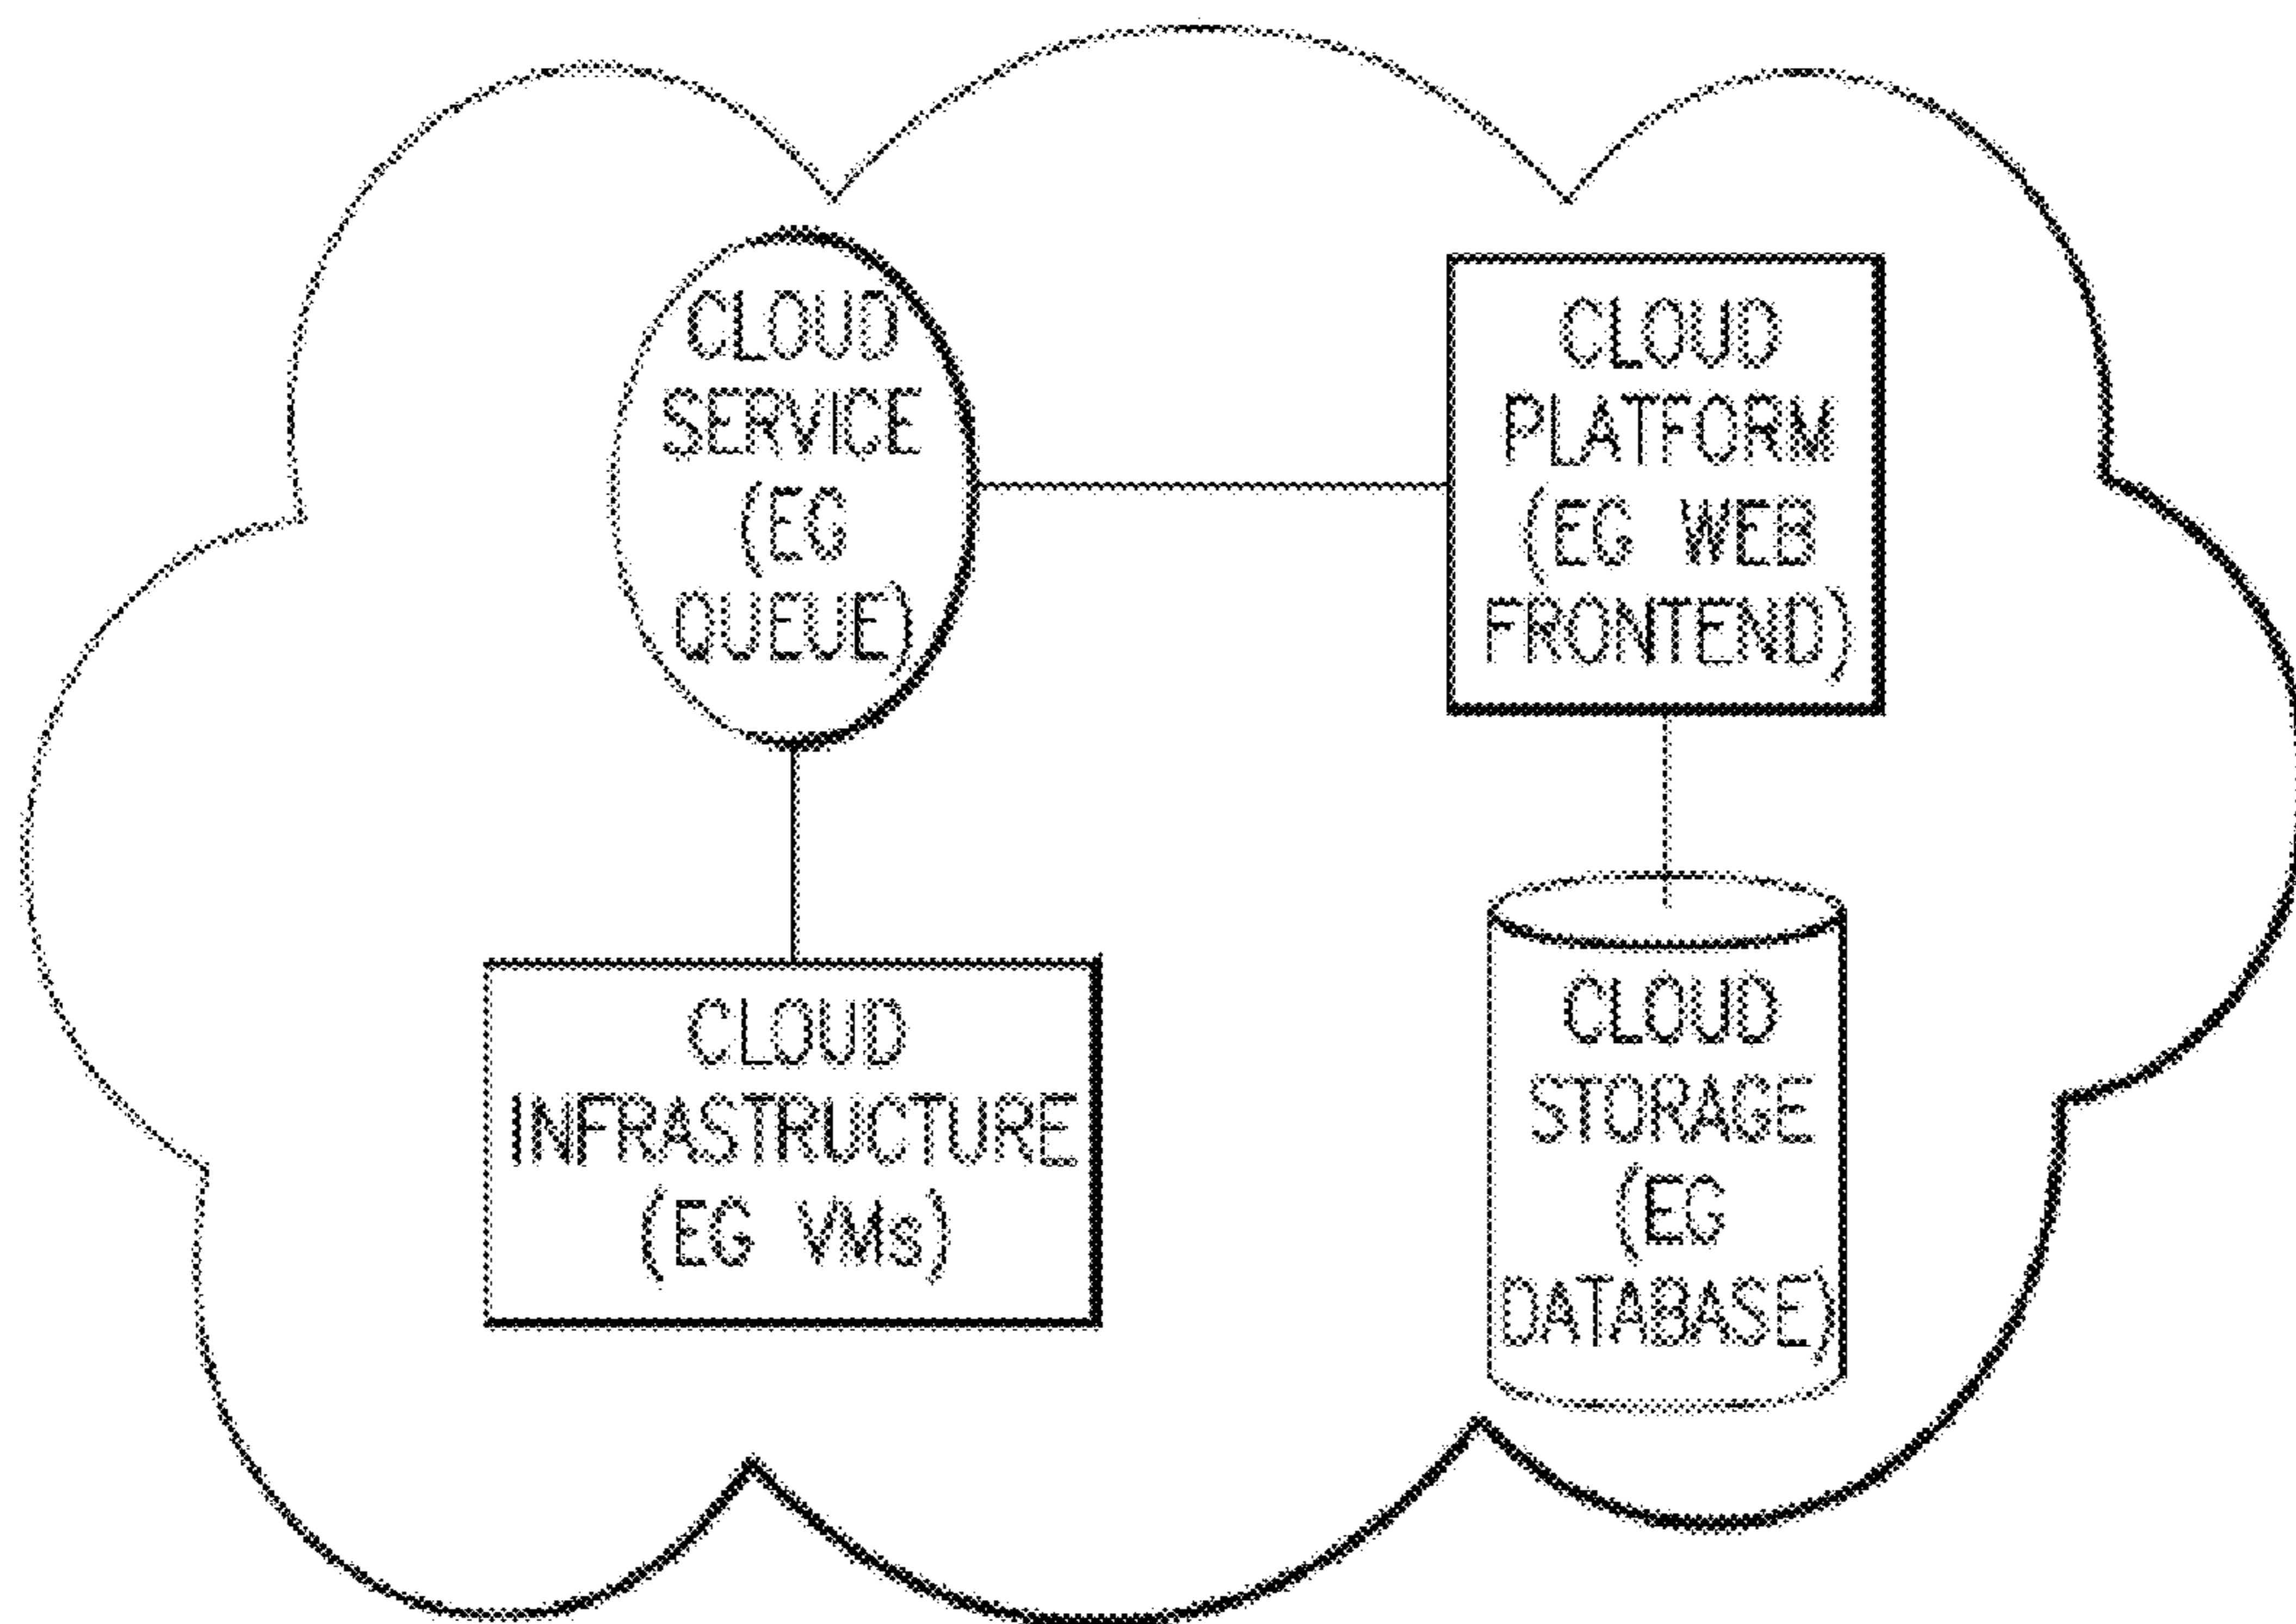 CLOUD
SERVICE
(EG
QUEUE)
CLOUD
PLATFORM
(EG WEB
FRONTEND)
CLOUD
INFRASTRUCTURE
(EG VMs)
CLOUD
STORAGE
(EG
DATABASE)